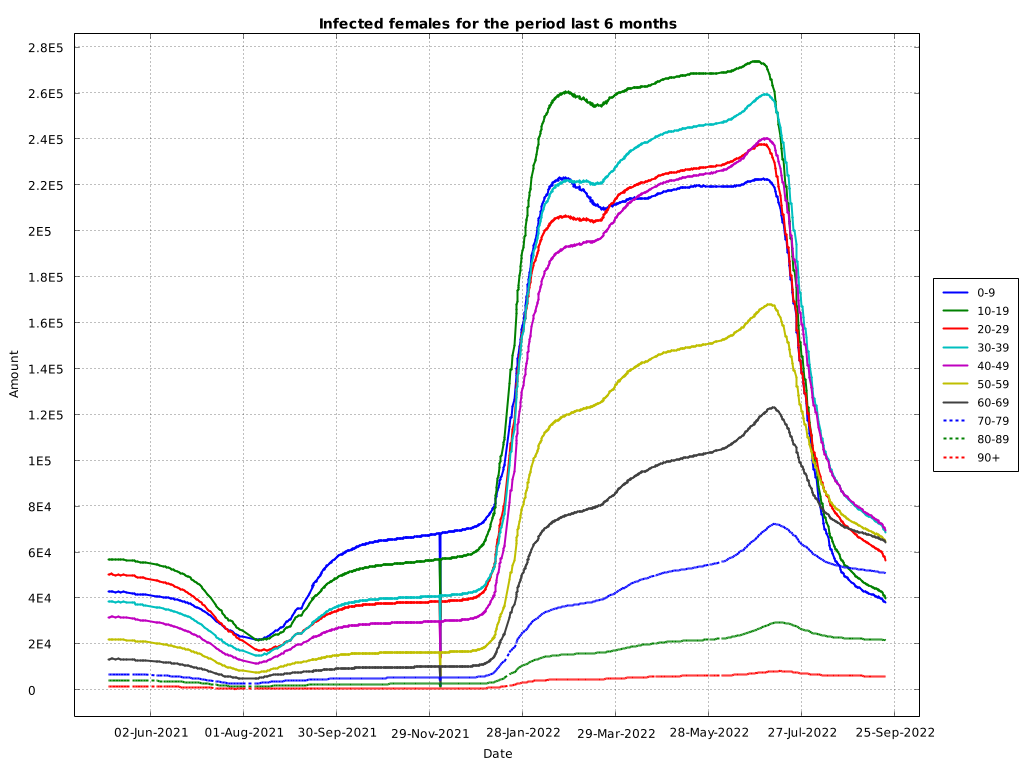 Infected females for the period last 6 months
2.8E5
2.6E5
2.4E5
2.2E5
2E5
1.8E5
1.6E5
1.4E5
1.2E5
1E5
8E4
6E4
4E4
2E4
0
Amount
02-Jun-2021 01-Aug-2021 30-Sep-2021 29-Nov-2021 28-Jan-2022 29-Mar-2022 28-May-2022 27-Jul-2022 25-Sep-2022
Date
0-9
10-19
20-29
30-39
40-49
50-59
60-69
70-79
80-89
90+